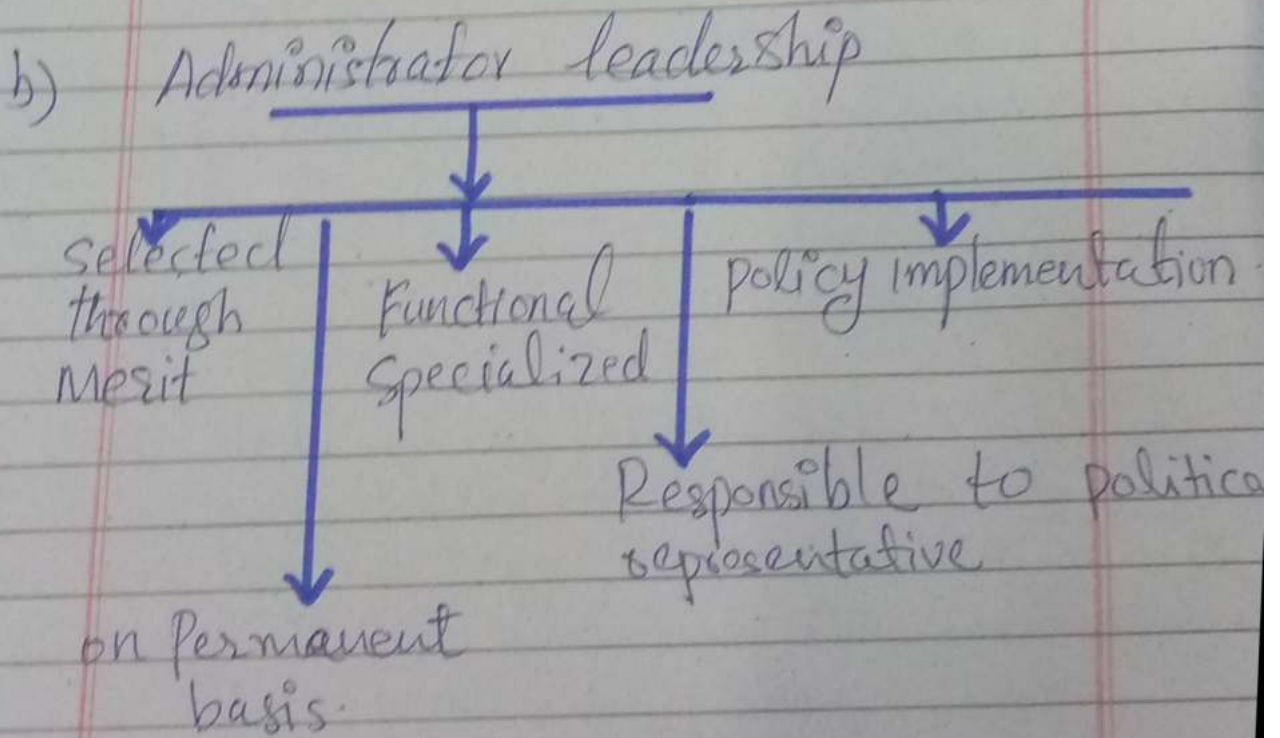 b) Administrator leadership
selected
through
Merit
on Permanent
basis.
Functional
Specialized
Responsible to politica
representative
policy implementation